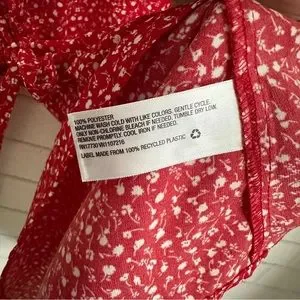 100% POLYESTER
MACHINE WASH COLD WITH LIKE COLORS. GENTLE CYCLE.
ONLY NON-CHLORINE BLEACH IF NEEDED. TUMBLE DRY LOW.
REMOVE PROMPTLY. COOL IRON IF NEEDED.
LABEL MADE FROM 100% RECYCLED PLASTIC